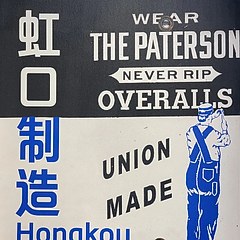 虹口制造
Hongkou
WEAR
THE PATERSON
NEVER RIP
OVERALLS
UNION
MADE